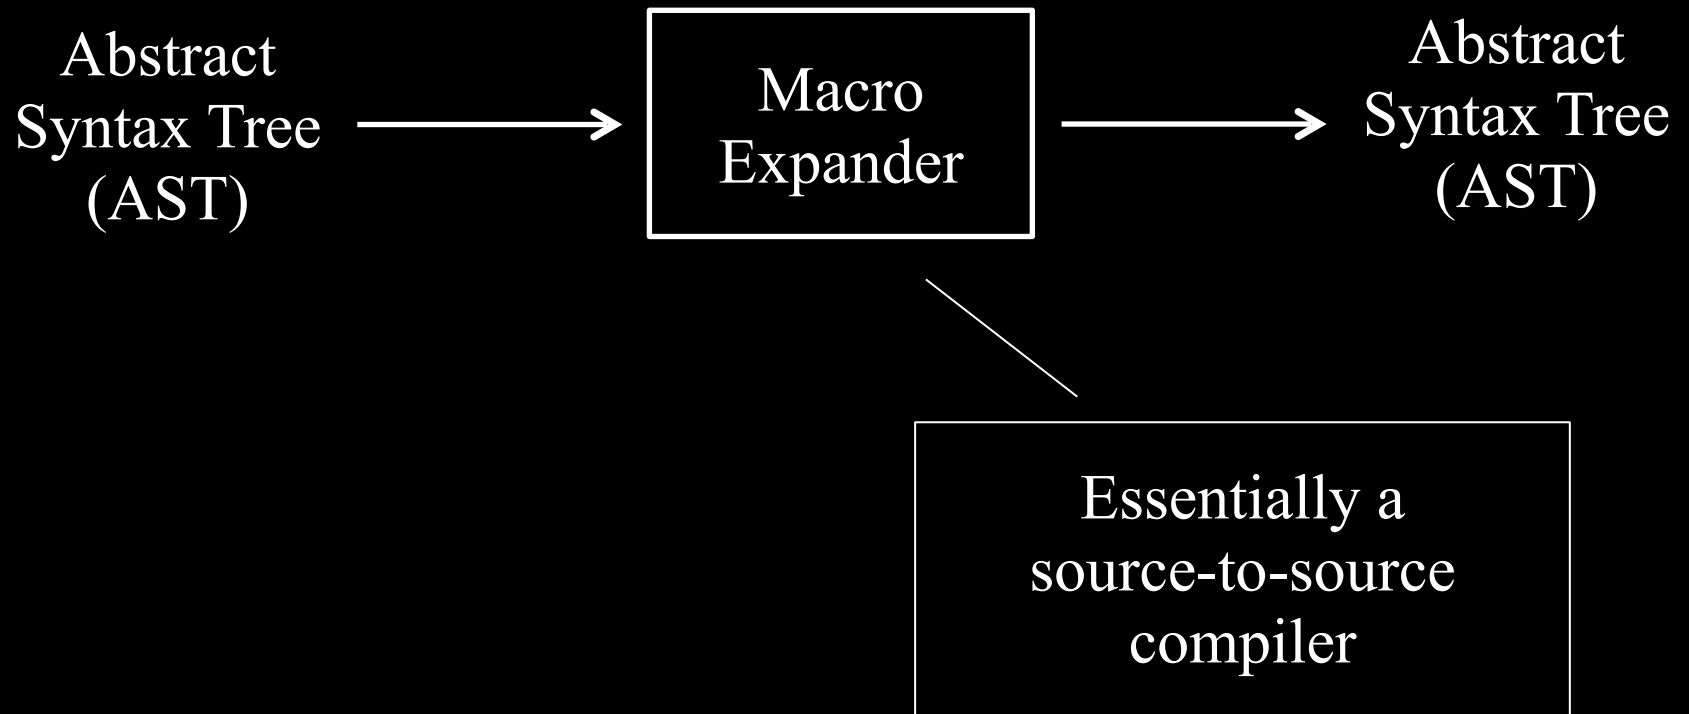 Abstract
Syntax Tree
(AST)
Macro
Expander
Abstract
Syntax Tree
(AST)
Essentially a
source-to-source
compiler